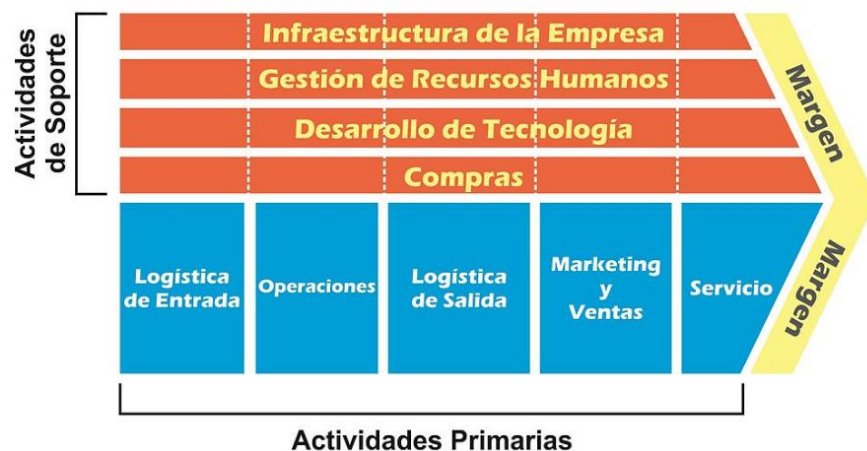 Actividades
de Soporte
Infraestructura de la Empresa
Gestión de Recursos Humanos
Desarrollo de Tecnología
Compras
Margen
Logística
de Entrada
Operaciones
Logística
de Salida
Marketing
y
Ventas
Servicio
Margen
Actividades Primarias